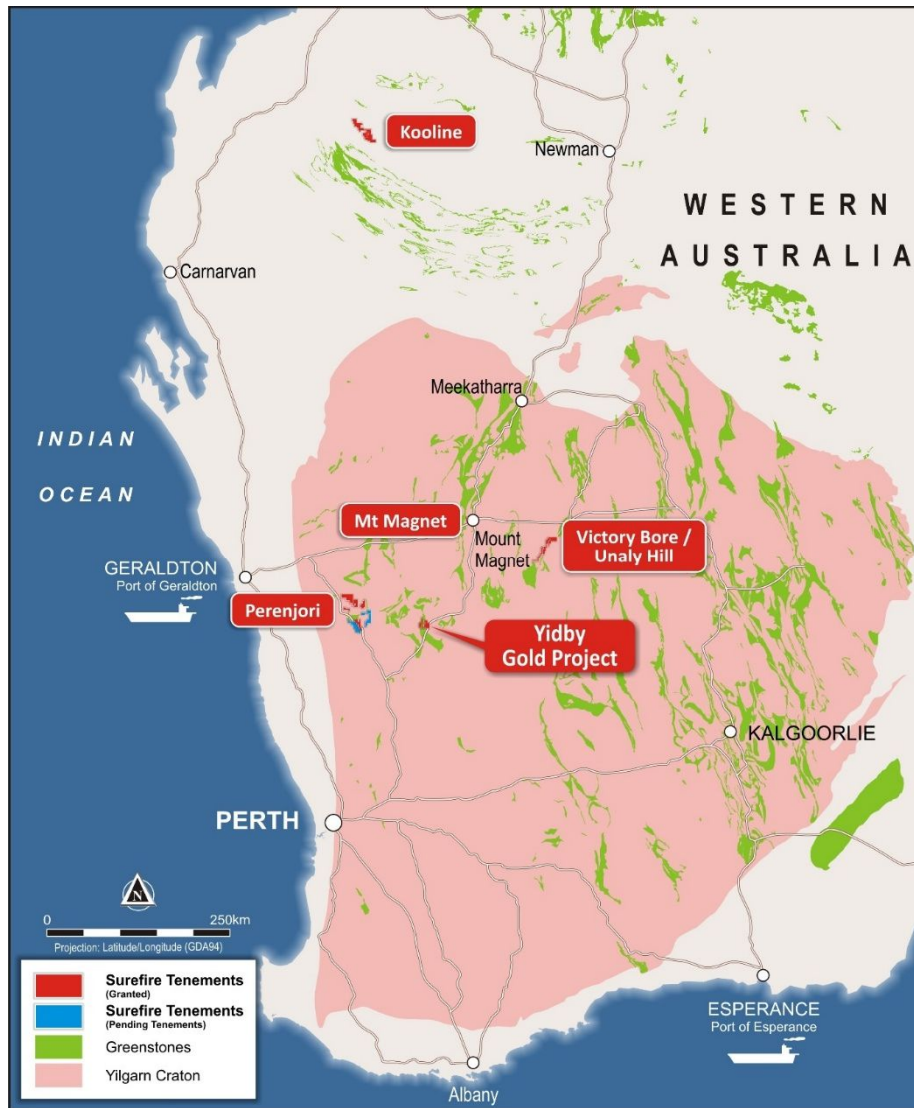 Kooline
Newman
WESTERN
AUSTRALIA
Carnarvan
Meekatharra
INDIAN
OCEAN
Mt Magnet
Mount
Magnet
Victory Bore /
Unaly Hill
GERALDTON
Port of Geraldton
Perenjori
Yidby
Gold Project
KALGOORLIE
PERTH
N
0 250km
Projection: Latitude/Longitude (GDA94)
Surefire Tenements
(Granted)
Surefire Tenements
(Pending Tenements)
Greenstones
Yilgarn Craton
ESPERANCE
Port of Esperance
Albany